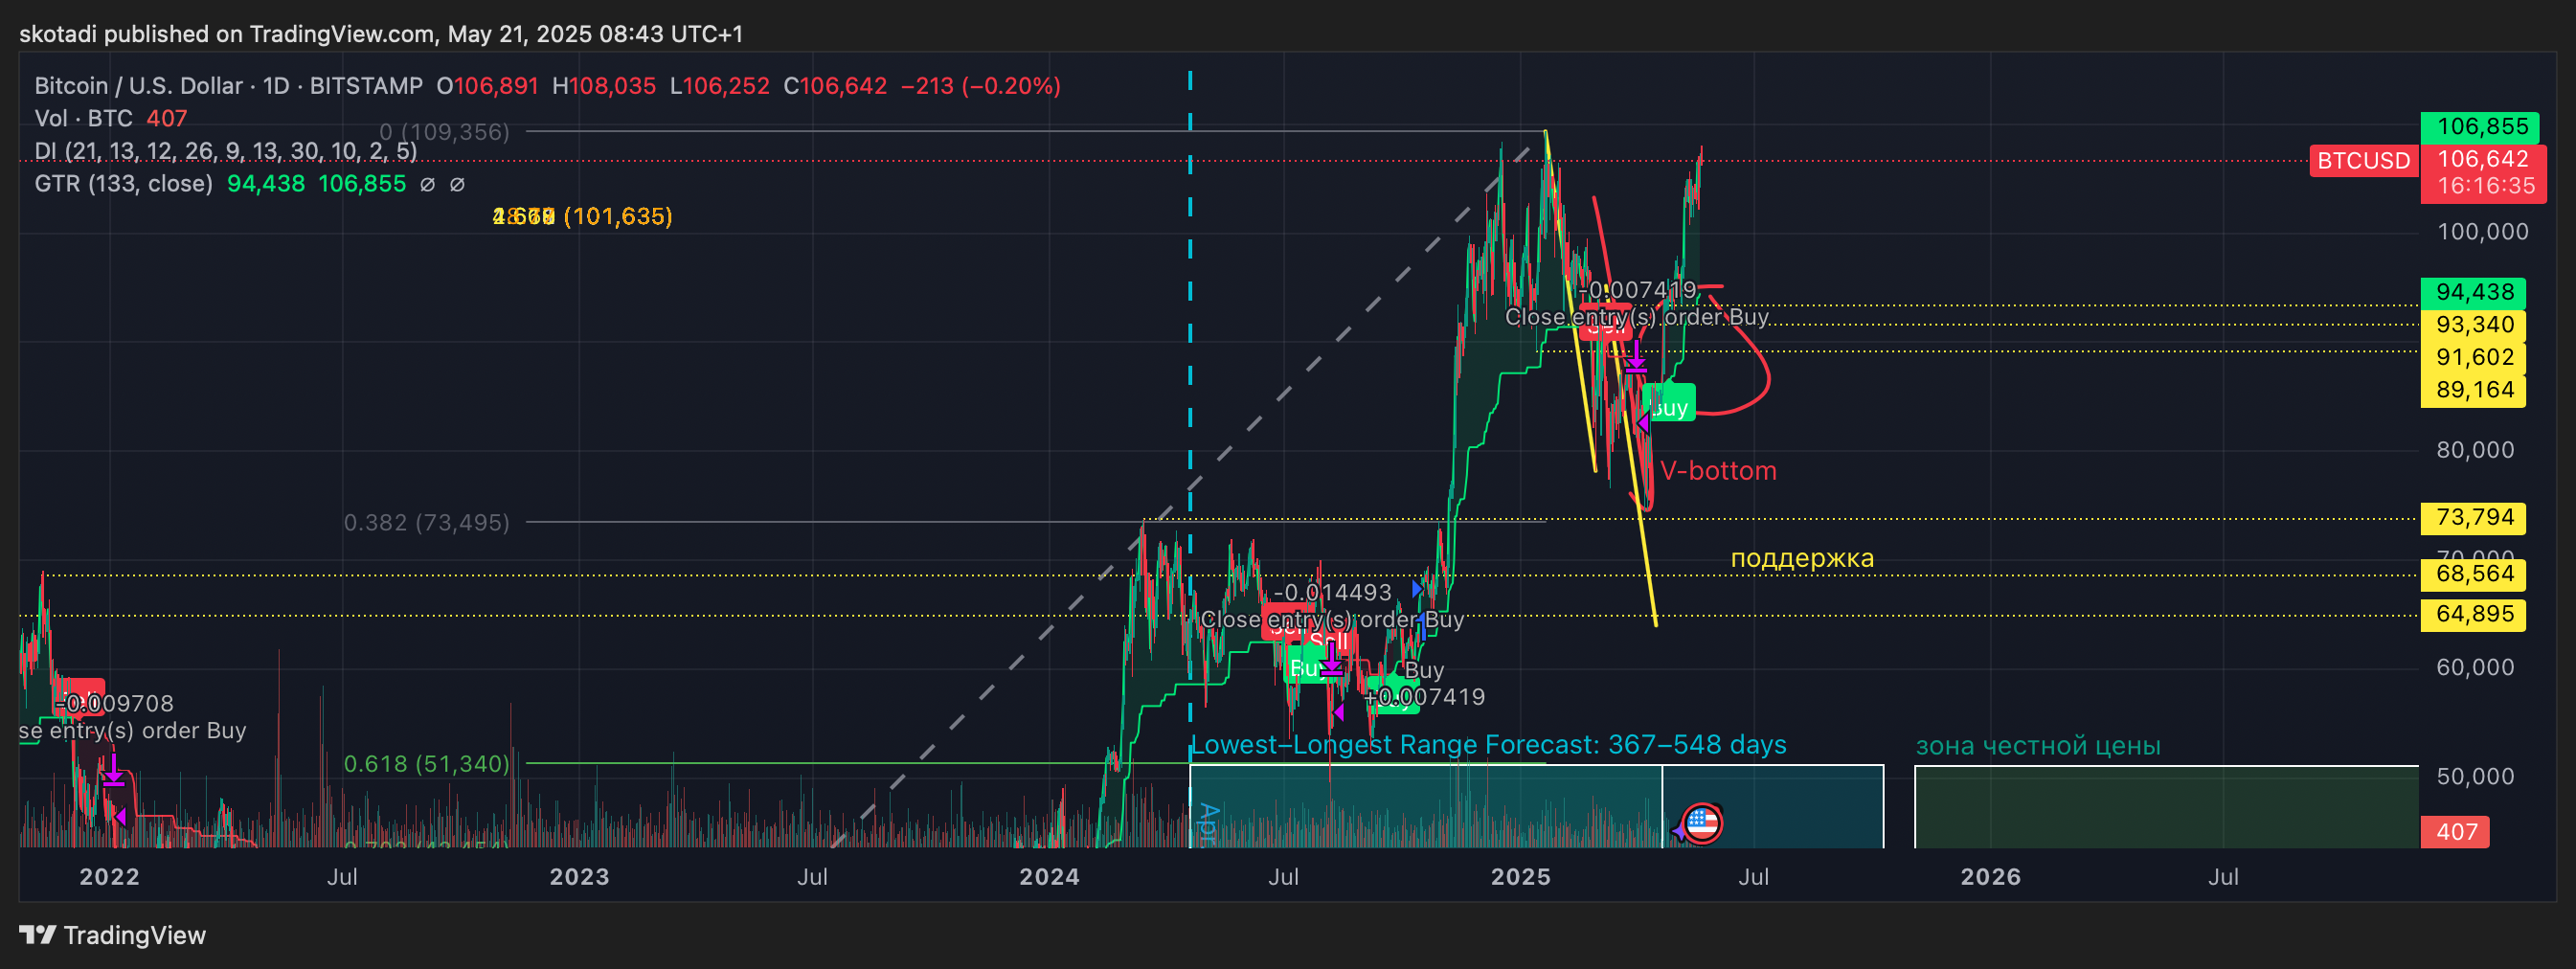 skotadi published on TradingView.com, May 21, 2025 08:43 UTC+1
Bitcoin / U.S. Dollar · 1D · BITSTAMP O106,891 H108,035 L106,252 C106,642 −213 (−0.20%)
Vol · BTC 407
0 (109,356)
DI (21, 13, 12, 26, 9, 13, 30, 10, 2, 5)
GTR (133, close) 94,438 106,855 ∅ ∅
(101,635)
106,855
BTCUSD 106,642
16:16:35
100,000
94,438
93,340
91,602
89,164
80,000
73,794
70,000
68,564
64,895
60,000
50,000
407
-0.007419
Close entry(s) order Buy
Sell
Buy
V-bottom
0.382 (73,495)
поддержка
-0.014493
Close entry(s) order Buy
Sell
Sell
Buy
Buy
+0.007419
Buy
-0.009708
se entry(s) order Buy
Sell
0.618 (51,340)
Lowest–Longest Range Forecast: 367–548 days
зона честной цены
Apr
2022 Jul 2023 Jul 2024 Jul 2025 Jul 2026 Jul
TradingView